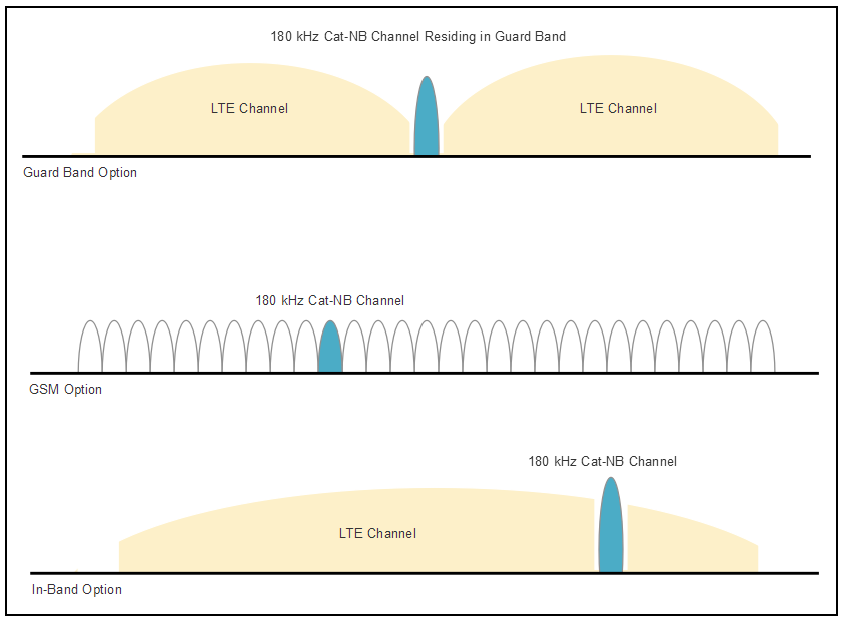 180 kHz Cat-NB Channel Residing in Guard Band
LTE Channel
LTE Channel
Guard Band Option
180 kHz Cat-NB Channel
GSM Option
180 kHz Cat-NB Channel
LTE Channel
In-Band Option